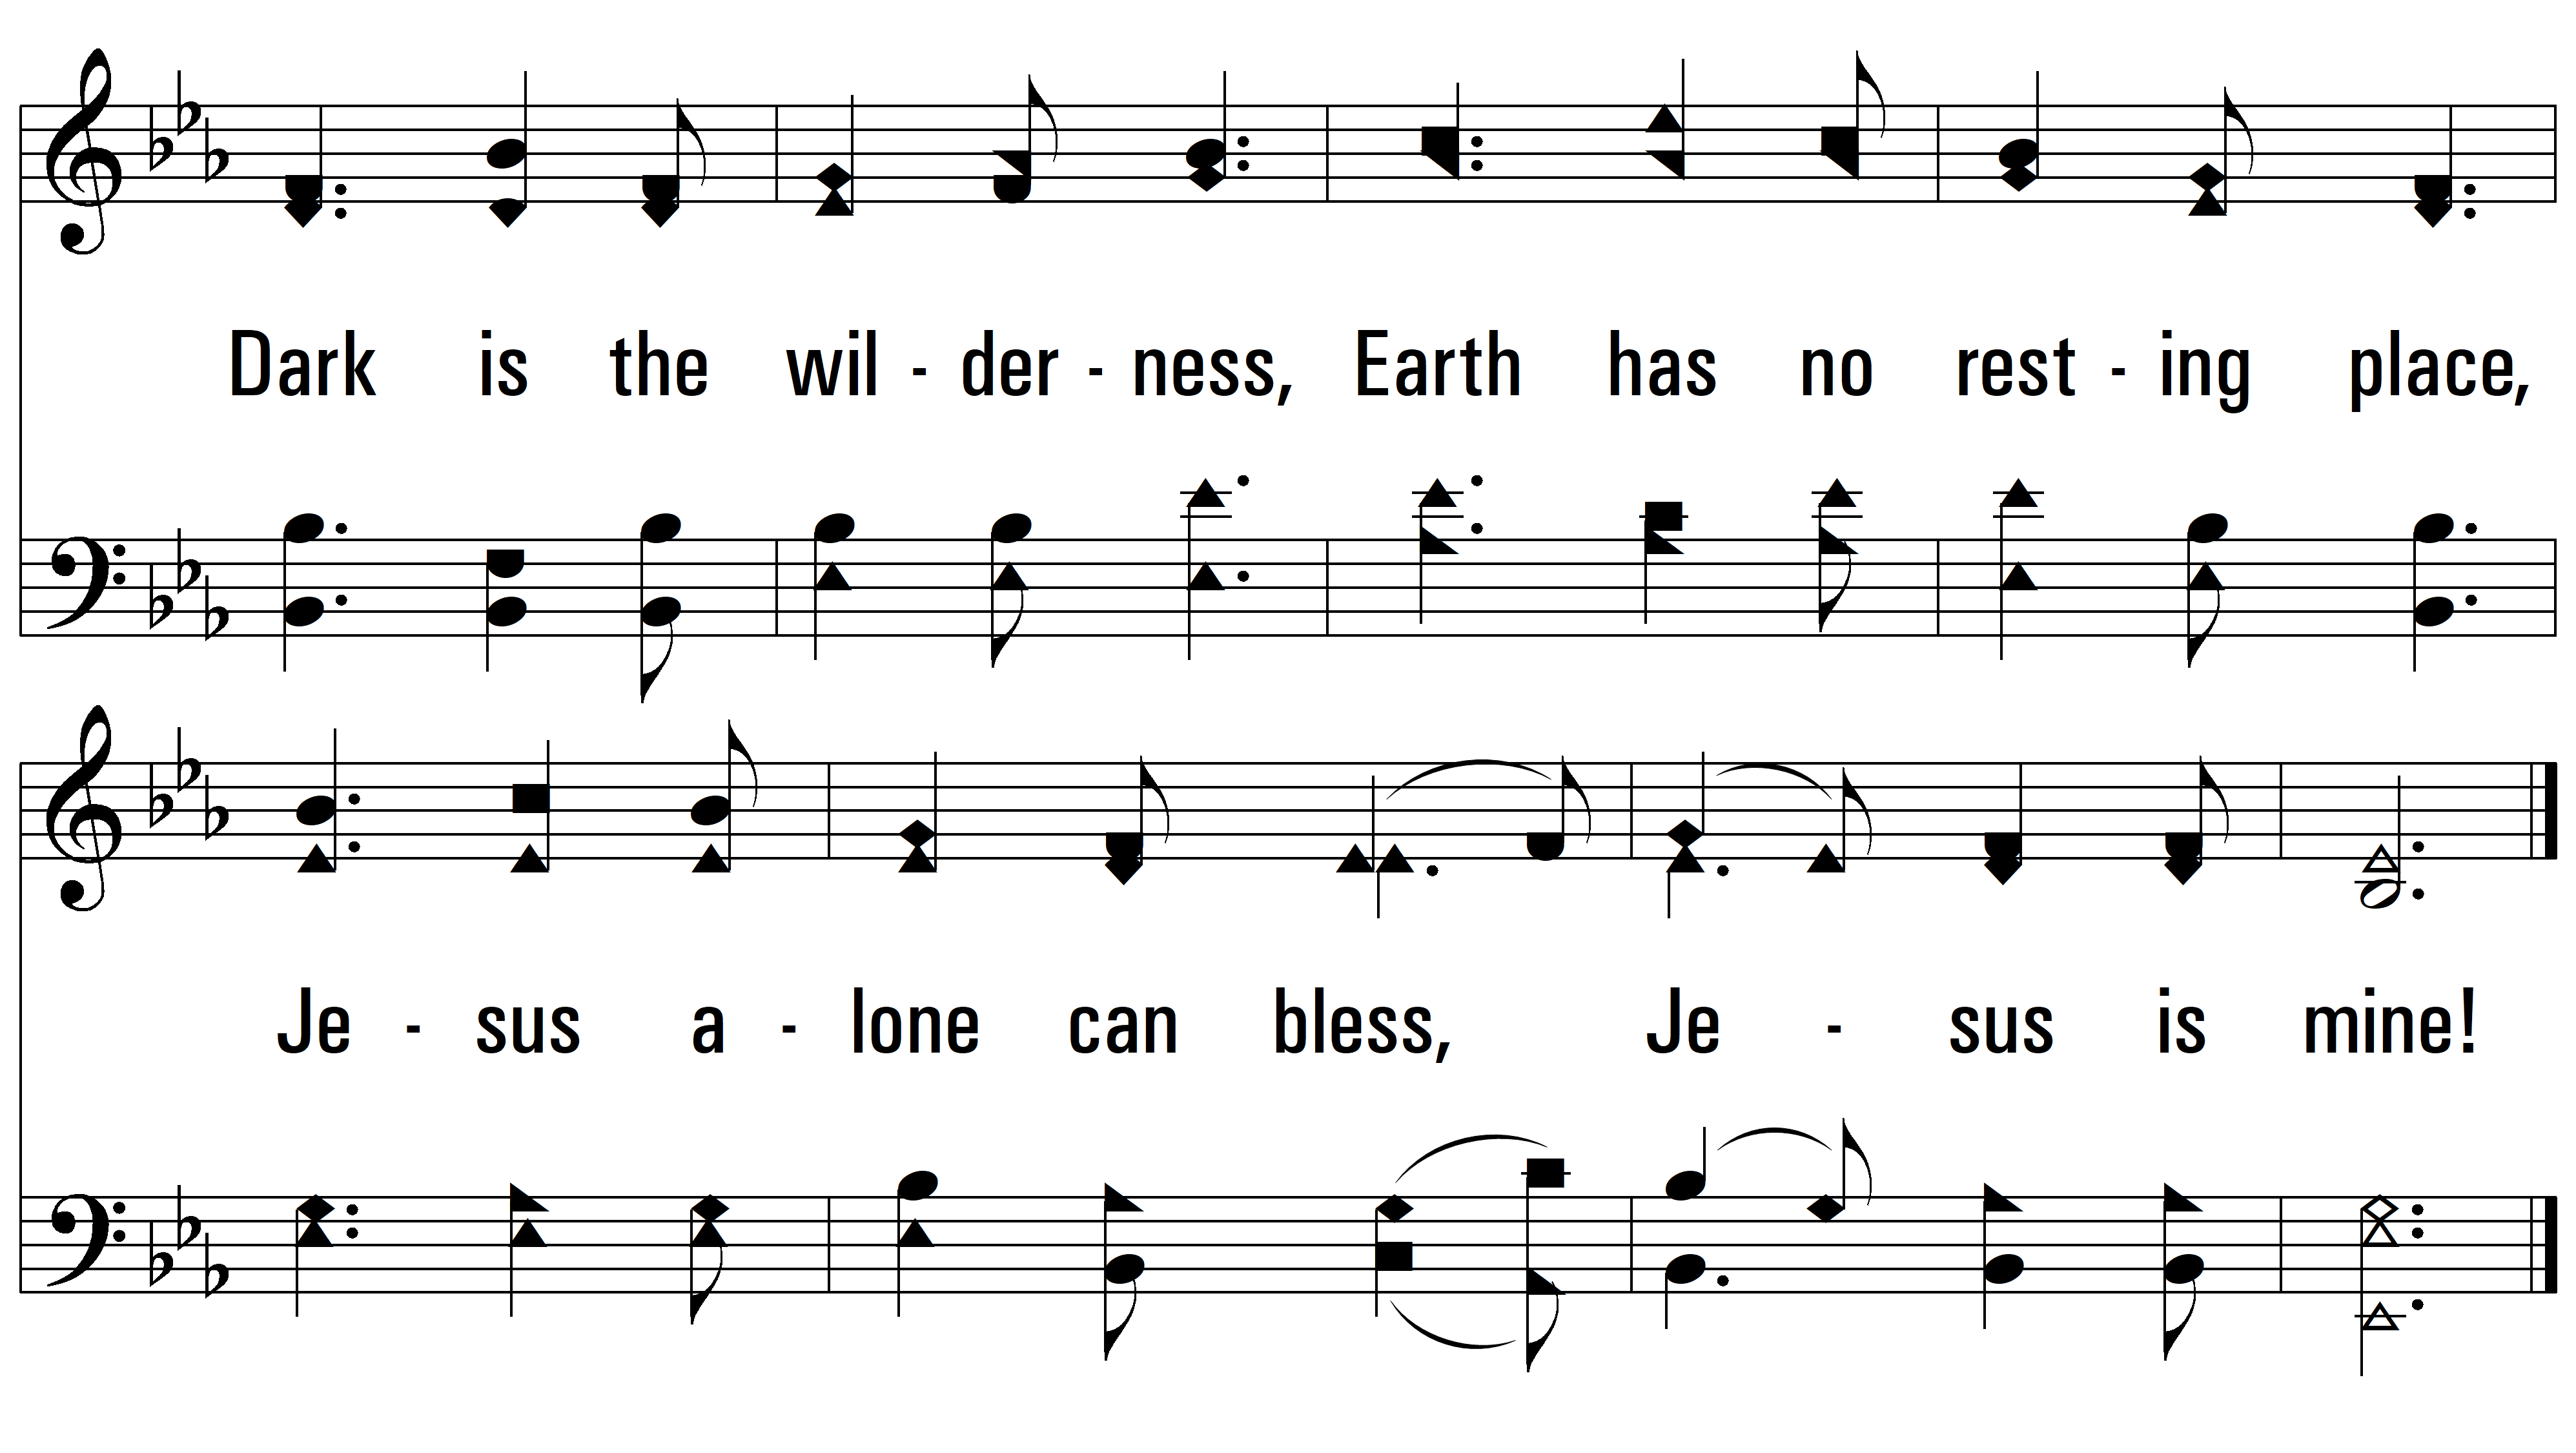 Dark is the wil - der - ness, Earth has no rest - ing place,
Je - sus a - lone can bless, Je - sus is mine!